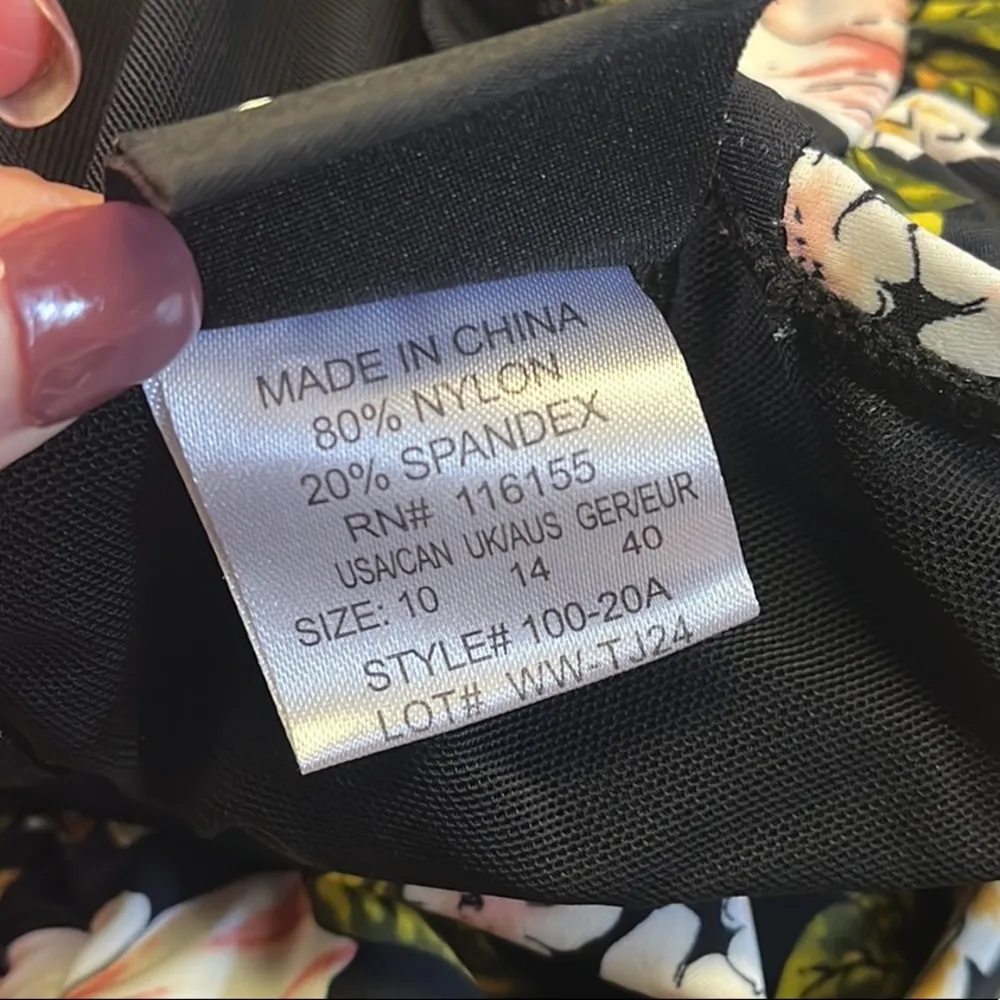 MADE IN CHINA
80% NYLON
20% SPANDEX
RN# 116155
USA/CAN UK/AUS GER/EUR
SIZE: 10 14 40
STYLE# 100-20A
LOT# WW-TJ24